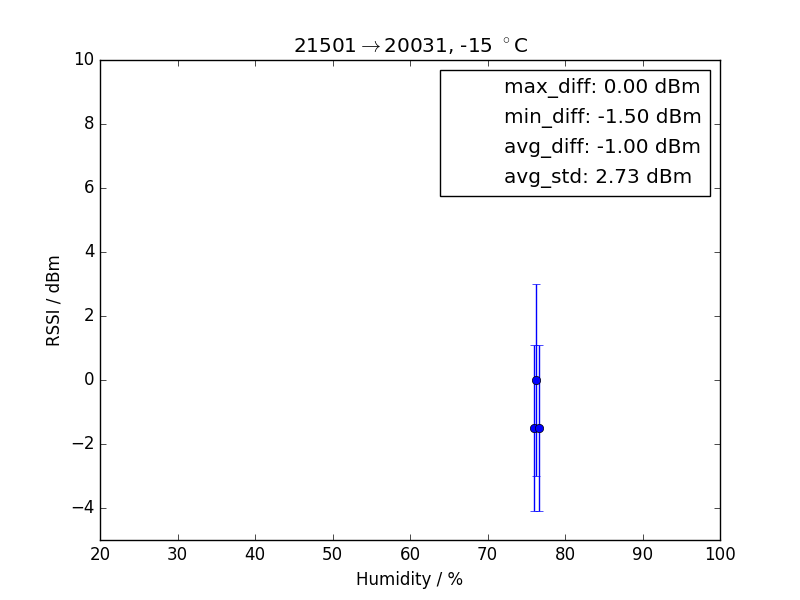 21501→20031, -15 °C
max_diff: 0.00 dBm
min_diff: -1.50 dBm
avg_diff: -1.00 dBm
avg_std: 2.73 dBm
RSSI / dBm
10
8
6
4
2
0
−2
−4
20 30 40 50 60 70 80 90 100
Humidity / %